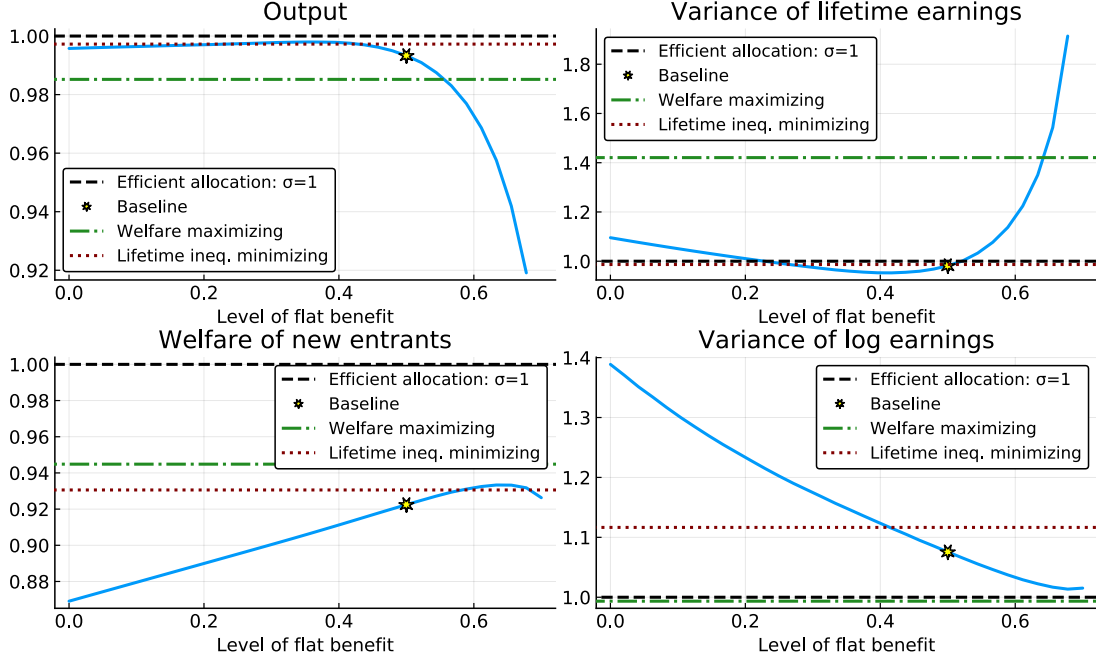 Output
1.00
0.98
0.96
0.94
0.92
Efficient allocation: σ=1
Baseline
Welfare maximizing
Lifetime ineq. minimizing
0.0 0.2 0.4 0.6
Level of flat benefit
Variance of lifetime earnings
1.8
1.6
1.4
1.2
1.0
Efficient allocation: σ=1
Baseline
Welfare maximizing
Lifetime ineq. minimizing
0.0 0.2 0.4 0.6
Level of flat benefit
Welfare of new entrants
1.00
0.98
0.96
0.94
0.92
0.90
0.88
Efficient allocation: σ=1
Baseline
Welfare maximizing
Lifetime ineq. minimizing
0.0 0.2 0.4 0.6
Level of flat benefit
Variance of log earnings
1.4
1.3
1.2
1.1
1.0
Efficient allocation: σ=1
Baseline
Welfare maximizing
Lifetime ineq. minimizing
0.0 0.2 0.4 0.6
Level of flat benefit